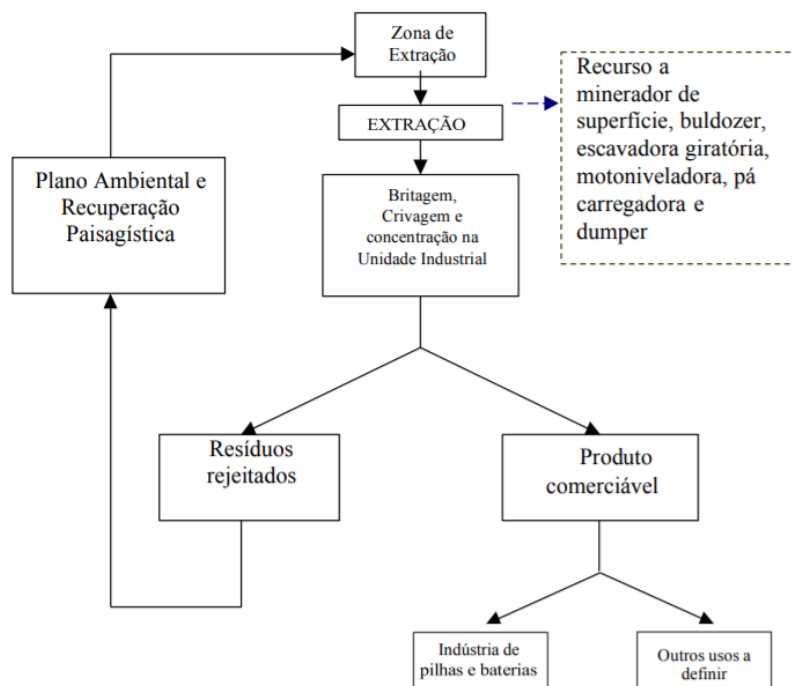 Zona de
Extração
EXTRAÇÃO
Recurso a
minerador de
superfície, buldozer,
escavadora giratória,
motoniveladora, pá
carregadora e
dumper
Plano Ambiental e
Recuperação
Paisagística
Britagem,
Crivagem e
concentração na
Unidade Industrial
Resíduos
rejeitados
Produto
comerciável
Indústria de
pilhas e baterias
Outros usos a
definir